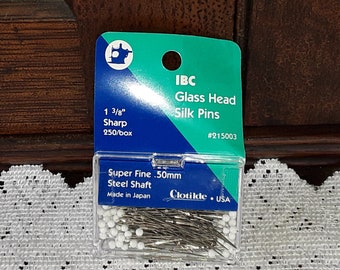 IBC
Glass Head
Silk Pins
#215003
1 3/8"
Sharp
250/box
Super Fine .50mm
Steel Shaft
Made in Japan
Clotilde • USA